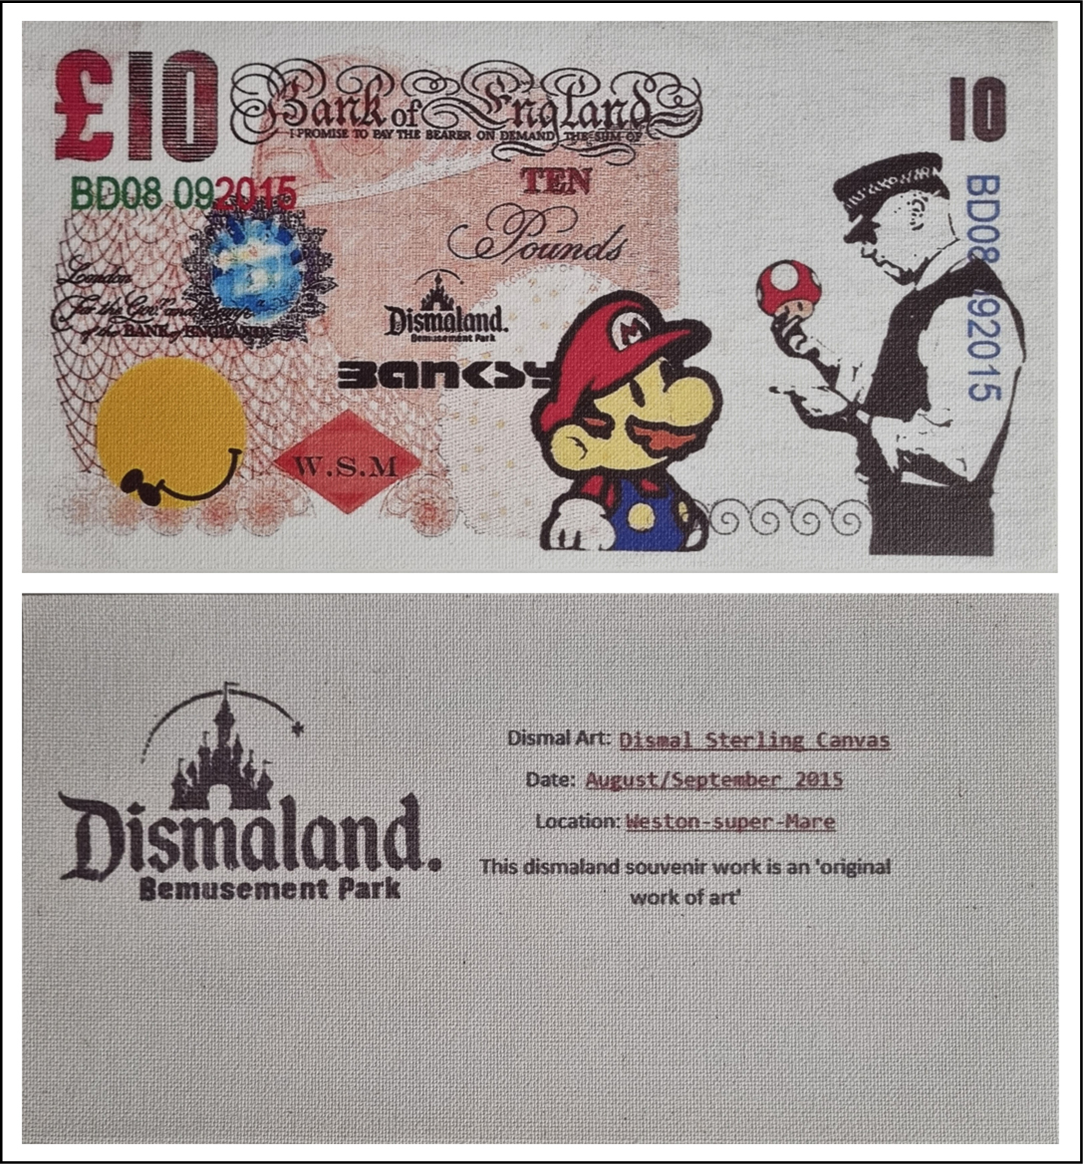 £10
Bank of England
10
I PROMISE TO PAY THE BEARER ON DEMAND THE SUM OF
TEN
Pounds
BD08 092015
BD08 092015
London
For the Govr and Compa
of the BANK of ENGLAND
Dismaland.
Bemusement Park
BANKSY
M
W.S.M
Dismaland.
Bemusement Park
Dismal Art: Dismal Sterling Canvas
Date: August/September 2015
Location: Weston-super-Mare
This dismaland souvenir work is an 'original
work of art'